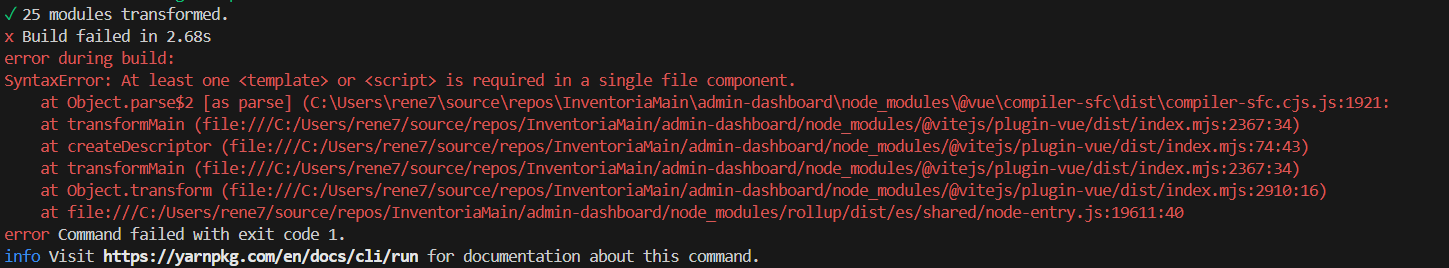 ✓ 25 modules transformed.
x Build failed in 2.68s
error during build:
SyntaxError: At least one <template> or <script> is required in a single file component.
    at Object.parse$2 [as parse] (C:\Users\rene7\source\repos\InventoriaMain\admin-dashboard\node_modules\@vue\compiler-sfc\dist\compiler-sfc.cjs.js:1921:
    at transformMain (file:///C:/Users/rene7/source/repos/InventoriaMain/admin-dashboard/node_modules/@vitejs/plugin-vue/dist/index.mjs:2367:34)
    at createDescriptor (file:///C:/Users/rene7/source/repos/InventoriaMain/admin-dashboard/node_modules/@vitejs/plugin-vue/dist/index.mjs:74:43)
    at transformMain (file:///C:/Users/rene7/source/repos/InventoriaMain/admin-dashboard/node_modules/@vitejs/plugin-vue/dist/index.mjs:2367:34)
    at Object.transform (file:///C:/Users/rene7/source/repos/InventoriaMain/admin-dashboard/node_modules/@vitejs/plugin-vue/dist/index.mjs:2910:16)
    at file:///C:/Users/rene7/source/repos/InventoriaMain/admin-dashboard/node_modules/rollup/dist/es/shared/node-entry.js:19611:40
error Command failed with exit code 1.
info Visit https://yarnpkg.com/en/docs/cli/run for documentation about this command.